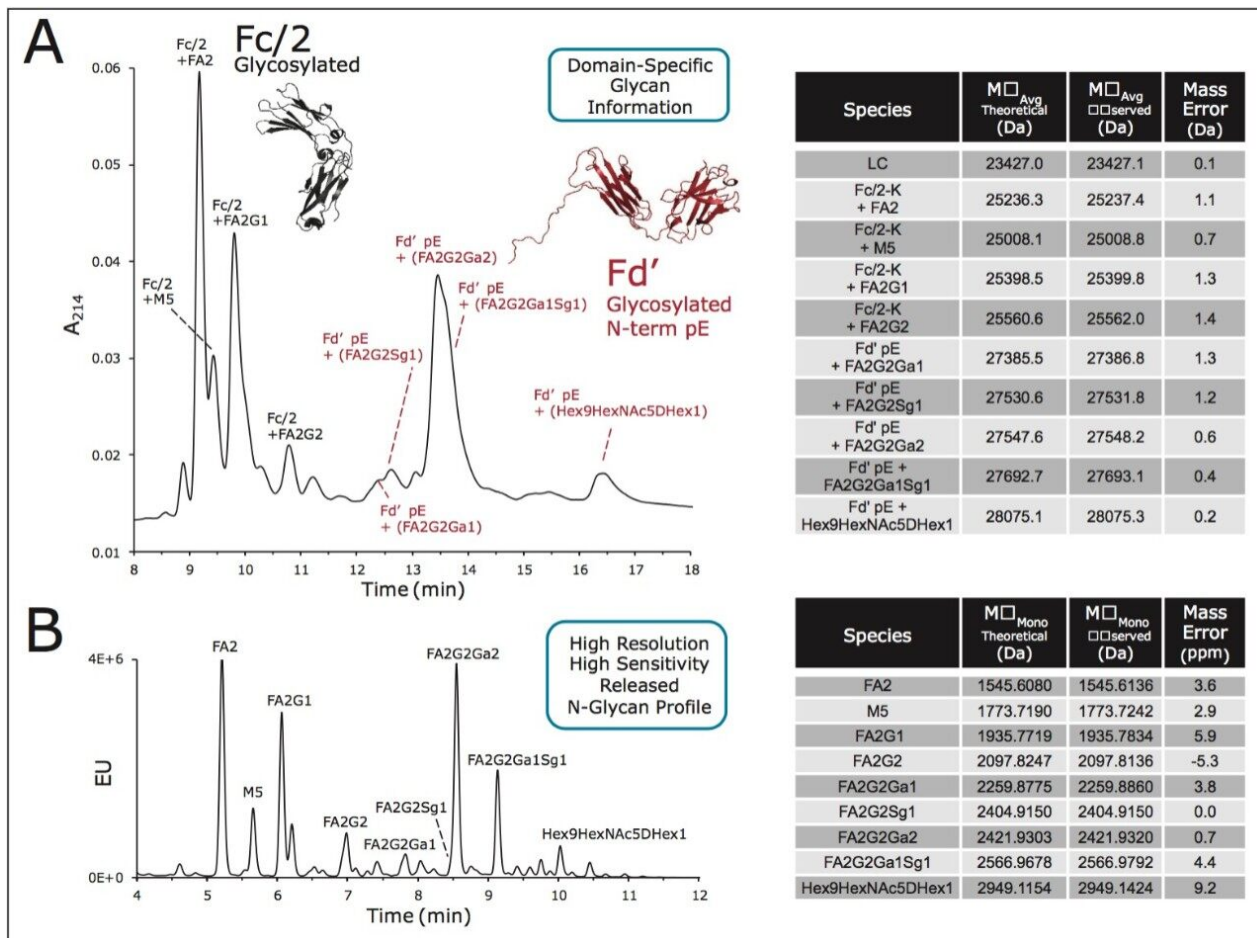 A
Fc/2
+FA2
Fc/2
Glycosylated
Domain-Specific
Glycan
Information
0.06
0.05
0.04
0.03
0.02
0.01
A214
Fc/2
+M5
Fc/2
+FA2G1
Fc/2
+FA2G2
Fd′ pE
+ (FA2G2Ga2)
Fd′ pE
+ (FA2G2Ga1Sg1)
Fd′ pE
+ (FA2G2Sg1)
Fd′ pE
+ (FA2G2Ga1)
Fd′ pE
+ (Hex9HexNAc5DHex1)
Fd′
Glycosylated
N-term pE
8 9 10 11 12 13 14 15 16 17 18
Time (min)
Species M□Avg Theoretical (Da) M□Avg □□served (Da) Mass Error (Da)
LC 23427.0 23427.1 0.1
Fc/2-K + FA2 25236.3 25237.4 1.1
Fc/2-K + M5 25008.1 25008.8 0.7
Fc/2-K + FA2G1 25398.5 25399.8 1.3
Fc/2-K + FA2G2 25560.6 25562.0 1.4
Fd' pE + FA2G2Ga1 27385.5 27386.8 1.3
Fd' pE + FA2G2Sg1 27530.6 27531.8 1.2
Fd' pE + FA2G2Ga2 27547.6 27548.2 0.6
Fd' pE + FA2G2Ga1Sg1 27692.7 27693.1 0.4
Fd' pE + Hex9HexNAc5DHex1 28075.1 28075.3 0.2
B
High Resolution
High Sensitivity
Released
N-Glycan Profile
4E+6
0E+0
EU
FA2
M5
FA2G1
FA2G2
FA2G2Ga1
FA2G2Sg1
FA2G2Ga2
FA2G2Ga1Sg1
Hex9HexNAc5DHex1
4 5 6 7 8 9 10 11 12
Time (min)
Species M□Mono Theoretical (Da) M□Mono □□served (Da) Mass Error (ppm)
FA2 1545.6080 1545.6136 3.6
M5 1773.7190 1773.7242 2.9
FA2G1 1935.7719 1935.7834 5.9
FA2G2 2097.8247 2097.8136 -5.3
FA2G2Ga1 2259.8775 2259.8860 3.8
FA2G2Sg1 2404.9150 2404.9150 0.0
FA2G2Ga2 2421.9303 2421.9320 0.7
FA2G2Ga1Sg1 2566.9678 2566.9792 4.4
Hex9HexNAc5DHex1 2949.1154 2949.1424 9.2